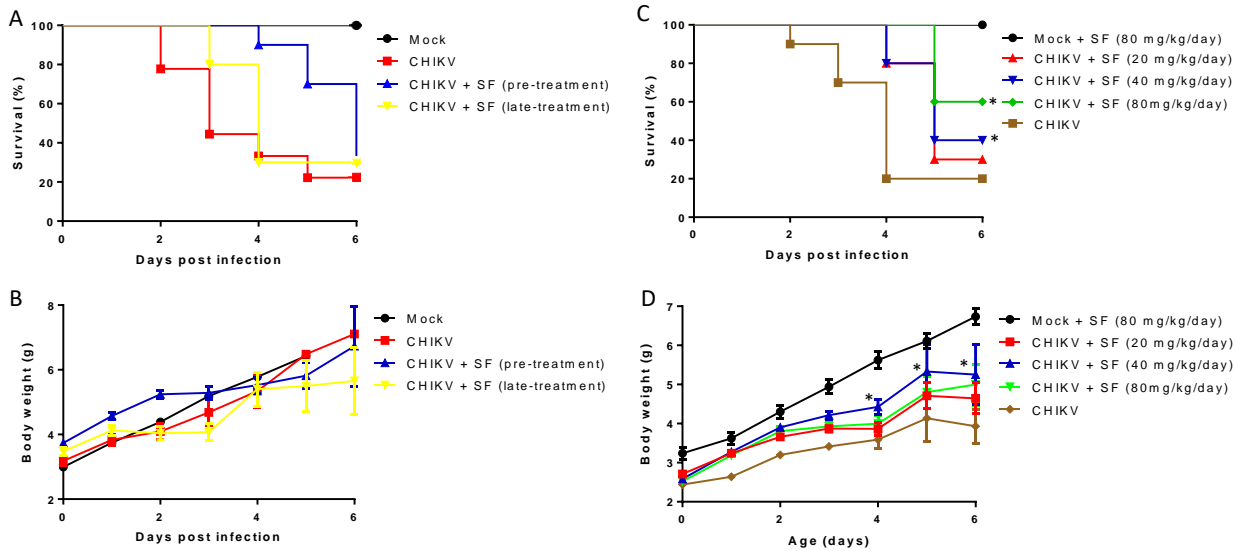 A
Survival (%)
100
80
60
40
20
0
0 2 4 6
Days post infection
Mock
CHIKV
CHIKV + SF (pre-treatment)
CHIKV + SF (late-treatment)
C
Survival (%)
100
80
60
40
20
0
* 
*
0 2 4 6
Days post infection
Mock + SF (80 mg/kg/day)
CHIKV + SF (20 mg/kg/day)
CHIKV + SF (40 mg/kg/day)
CHIKV + SF (80mg/kg/day)
CHIKV
B
Body weight (g)
8
6
4
2
0 2 4 6
Days post infection
Mock
CHIKV
CHIKV + SF (pre-treatment)
CHIKV + SF (late-treatment)
D
Body weight (g)
7
6
5
4
3
2
* * *
0 2 4 6
Age (days)
Mock + SF (80 mg/kg/day)
CHIKV + SF (20 mg/kg/day)
CHIKV + SF (40 mg/kg/day)
CHIKV + SF (80mg/kg/day)
CHIKV